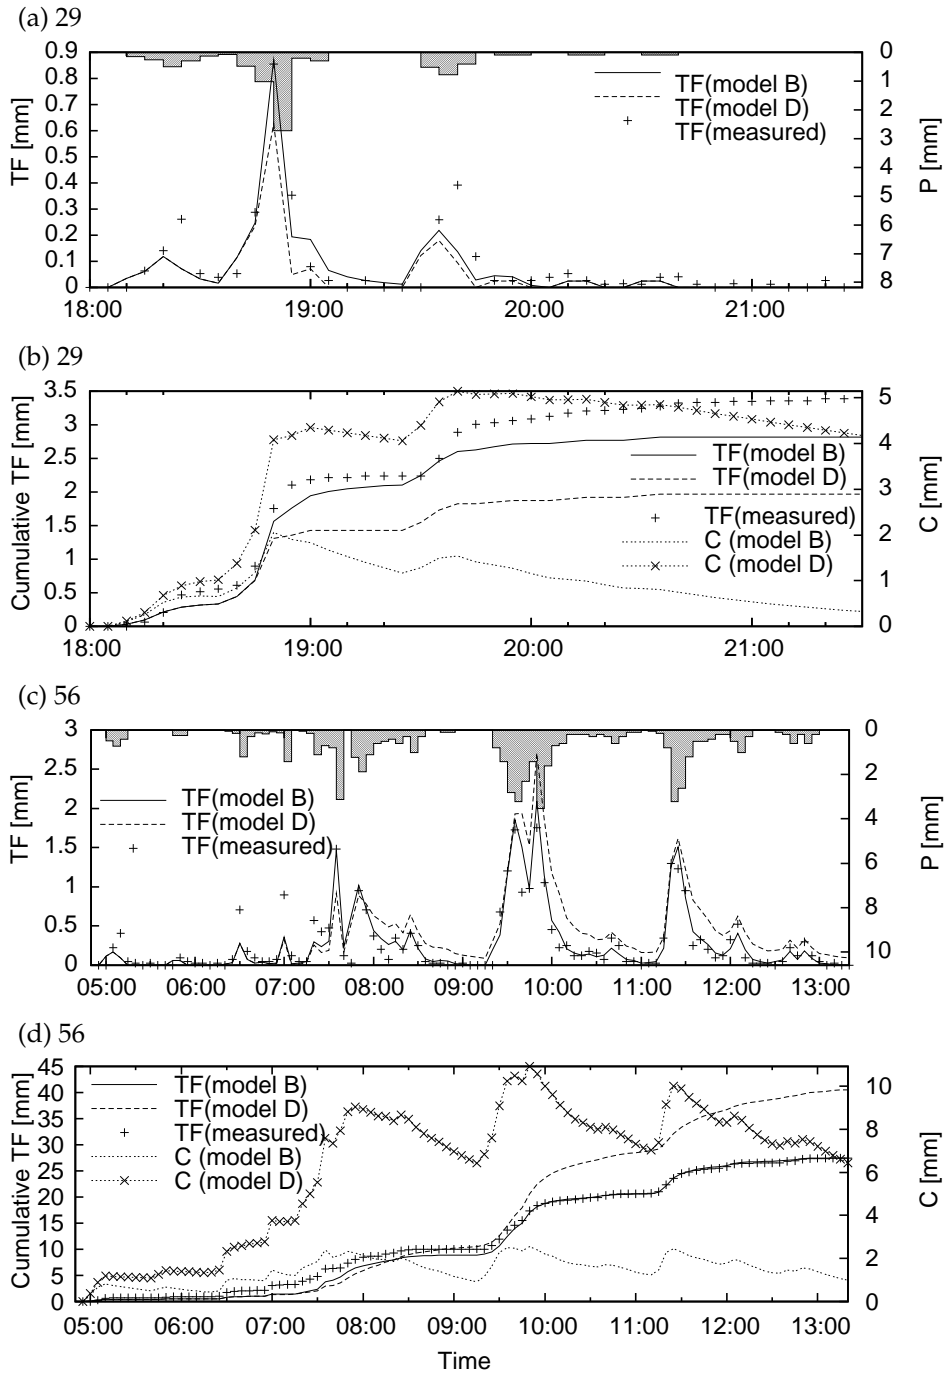 (a) 29
0.9
0.8
0.7
0.6
0.5
0.4
0.3
0.2
0.1
0
TF [mm]
0
1
2
3
4
5
6
7
8
P [mm]
TF(model B)
TF(model D)
TF(measured)
18:00 19:00 20:00 21:00
(b) 29
3.5
3
2.5
2
1.5
1
0.5
0
Cumulative TF [mm]
5
4
3
2
1
0
C [mm]
TF(model B)
TF(model D)
TF(measured)
C (model B)
C (model D)
18:00 19:00 20:00 21:00
(c) 56
3
2.5
2
1.5
1
0.5
0
TF [mm]
0
2
4
6
8
10
P [mm]
TF(model B)
TF(model D)
TF(measured)
05:00 06:00 07:00 08:00 09:00 10:00 11:00 12:00 13:00
(d) 56
45
40
35
30
25
20
15
10
5
0
Cumulative TF [mm]
10
8
6
4
2
0
C [mm]
TF(model B)
TF(model D)
TF(measured)
C (model B)
C (model D)
05:00 06:00 07:00 08:00 09:00 10:00 11:00 12:00 13:00
Time